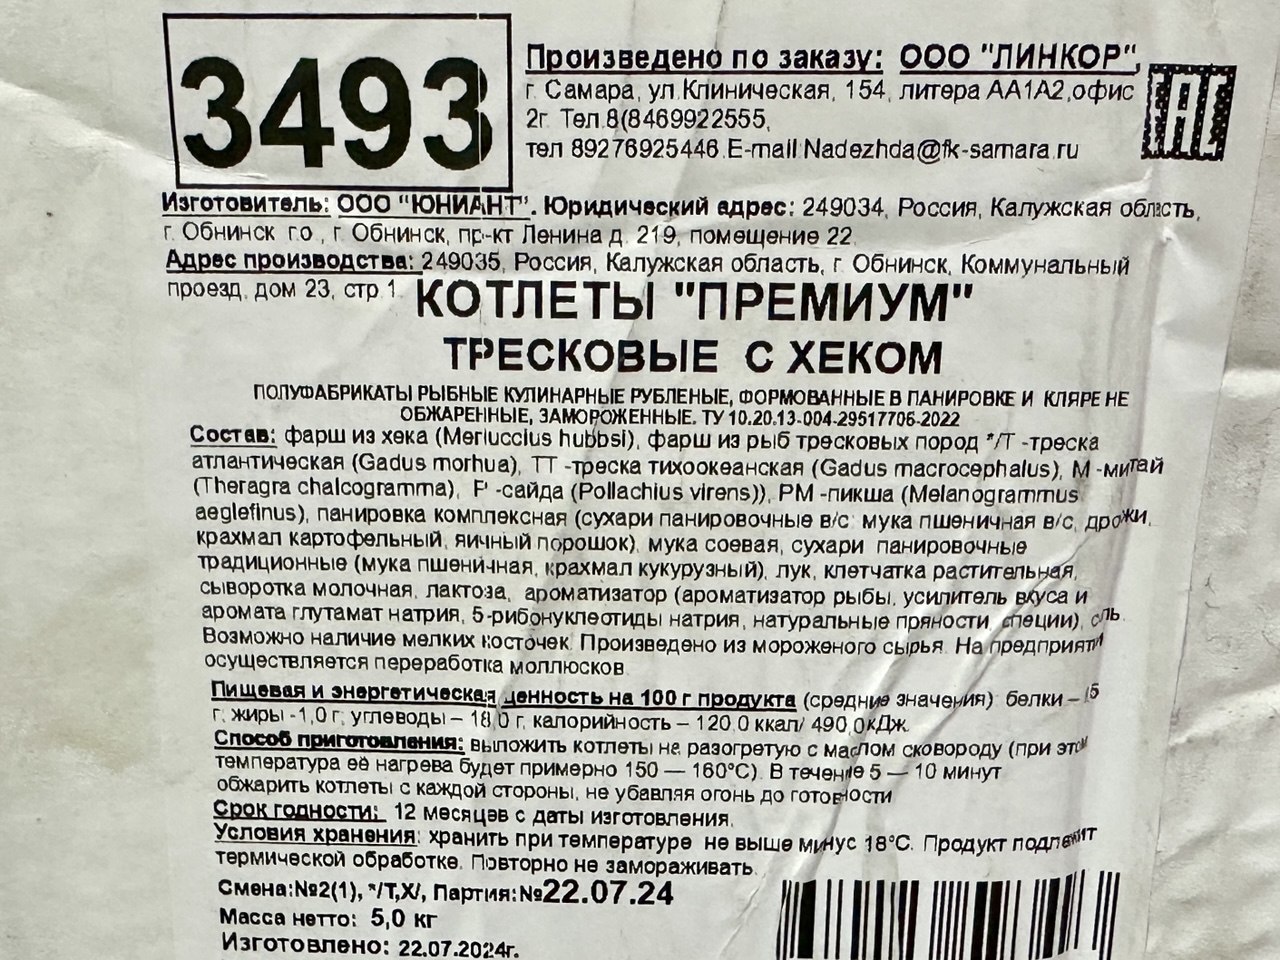 3493
Произведено по заказу: ООО "ЛИНКОР",
г. Самара, ул.Клиническая, 154, литера АА1А2,офис
2г. Тел.8(8469922555,
тел 89276925446.E-mail:Nadezhda@fk-samara.ru
Изготовитель: ООО "ЮНИАНТ". Юридический адрес: 249034, Россия, Калужская область,
г. Обнинск г.о., г. Обнинск, пр-кт Ленина д. 219, помещение 22.
Адрес производства: 249035, Россия, Калужская область, г. Обнинск, Коммунальный
проезд, дом 23, стр.1.
КОТЛЕТЫ "ПРЕМИУМ"
ТРЕСКОВЫЕ С ХЕКОМ
ПОЛУФАБРИКАТЫ РЫБНЫЕ КУЛИНАРНЫЕ РУБЛЕНЫЕ, ФОРМОВАННЫЕ В ПАНИРОВКЕ И КЛЯРЕ НЕ
ОБЖАРЕННЫЕ, ЗАМОРОЖЕННЫЕ. ТУ 10.20.13-004-29517706-2022
Состав: фарш из хека (Merluccius hubbsi), фарш из рыб тресковых пород */Т -треска
атлантическая (Gadus morhua), ТТ -треска тихоокеанская (Gadus macrocephalus), М -митай
(Theragra chalcogramma), Р -сайда (Pollachius virens)), РМ -пикша (Melanogrammus
aeglefinus), панировка комплексная (сухари панировочные в/с: мука пшеничная в/с, дрожжи,
крахмал картофельный, яичный порошок), мука соевая, сухари панировочные
традиционные (мука пшеничная, крахмал кукурузный), лук, клетчатка растительная,
сыворотка молочная, лактоза, ароматизатор (ароматизатор рыбы, усилитель вкуса и
аромата глутамат натрия, 5-рибонуклеотиды натрия, натуральные пряности, специи), соль.
Возможно наличие мелких косточек. Произведено из мороженого сырья. На предприятии
осуществляется переработка моллюсков.
Пищевая и энергетическая ценность на 100 г продукта (средние значения): белки –
г, жиры -1,0 г, углеводы – 18,0 г, калорийность – 120,0 ккал/ 490,0кДж.
Способ приготовления: выложить котлеты на разогретую с маслом сковороду (при этом
температура её нагрева будет примерно 150 — 160°C). В течение 5 — 10 минут
обжарить котлеты с каждой стороны, не убавляя огонь до готовности
Срок годности: 12 месяцев с даты изготовления.
Условия хранения: хранить при температуре не выше минус 18°C. Продукт подлежит
термической обработке. Повторно не замораживать.
Смена:№2(1), */Т,Х/, Партия:№22.07.24
Масса нетто: 5,0 кг
Изготовлено: 22.07.2024г.